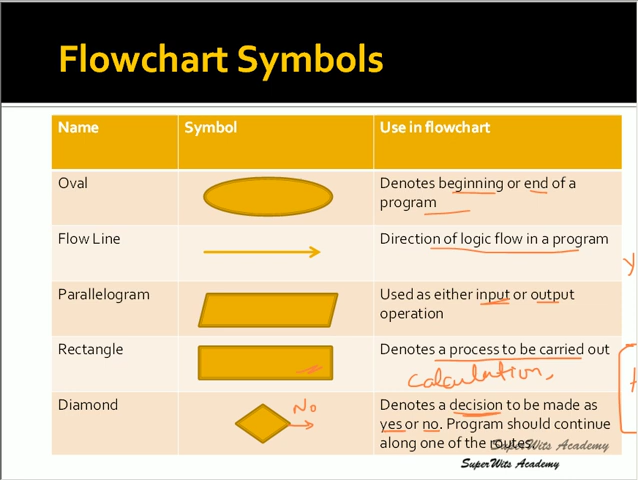 Flowchart Symbols
Name Symbol Use in flowchart
Oval Denotes beginning or end of a
program
Flow Line Direction of logic flow in a program
Parallelogram Used as either input or output
operation
Rectangle Denotes a process to be carried out
calculation,
Diamond No Denotes a decision to be made as
yes or no. Program should continue
along one of the routes.
SuperWits Academy
SuperWits Academy